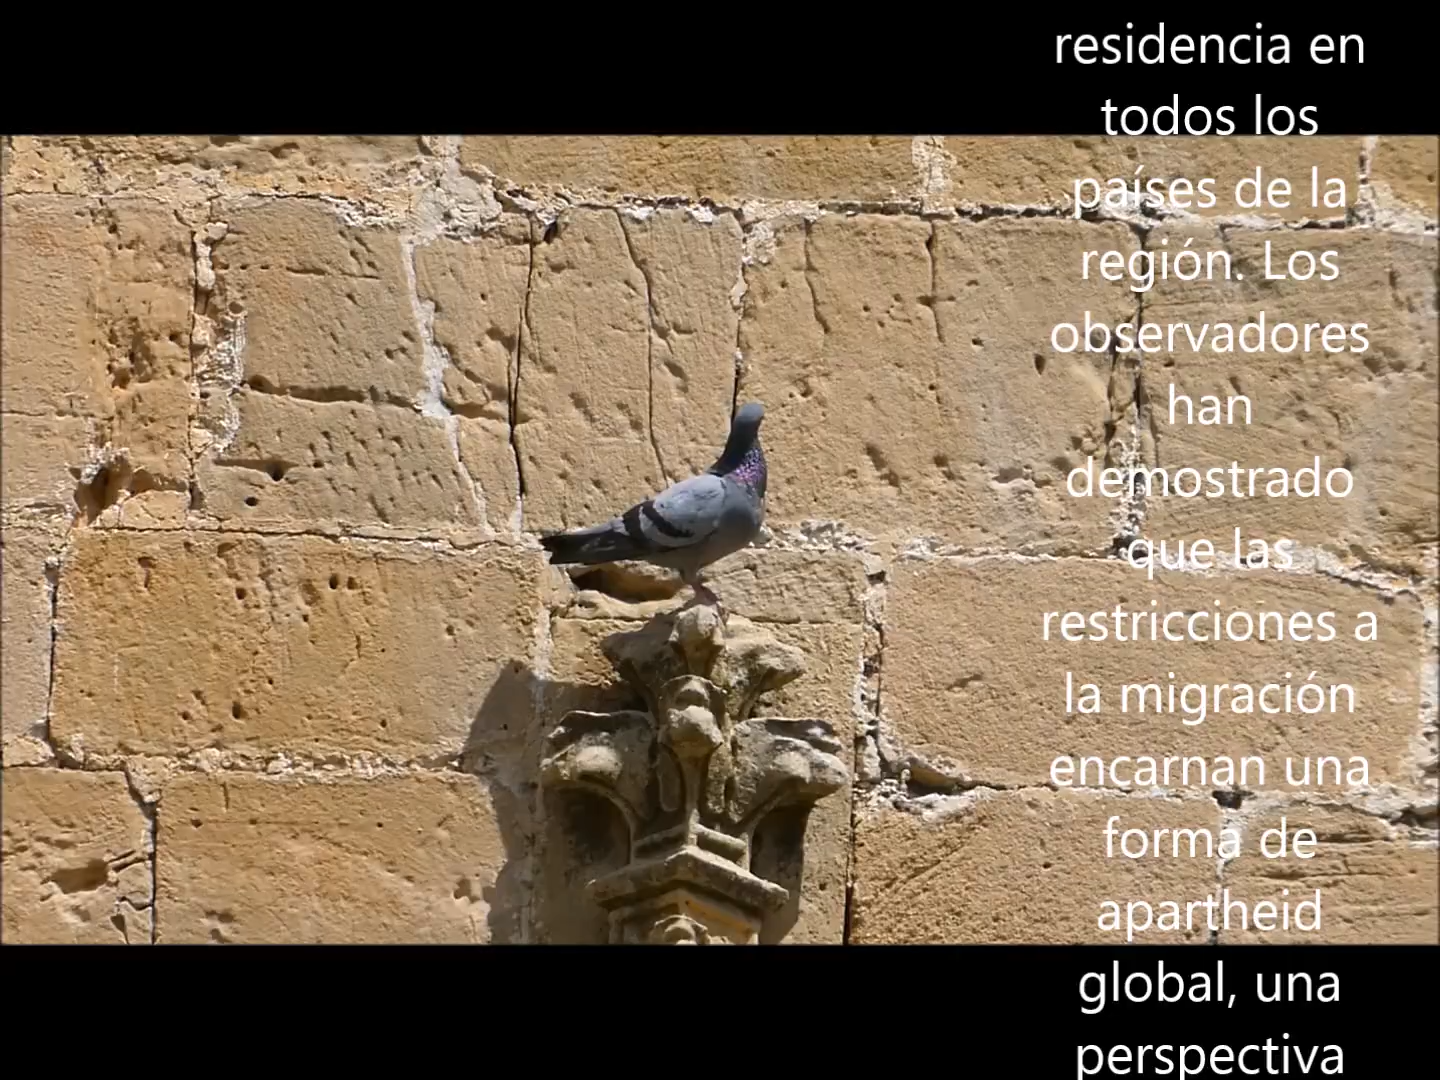 residencia en
todos los
países de la
región. Los
observadores
han
demostrado
que las
restricciones a
la migración
encarnan una
forma de
apartheid
global, una
perspectiva